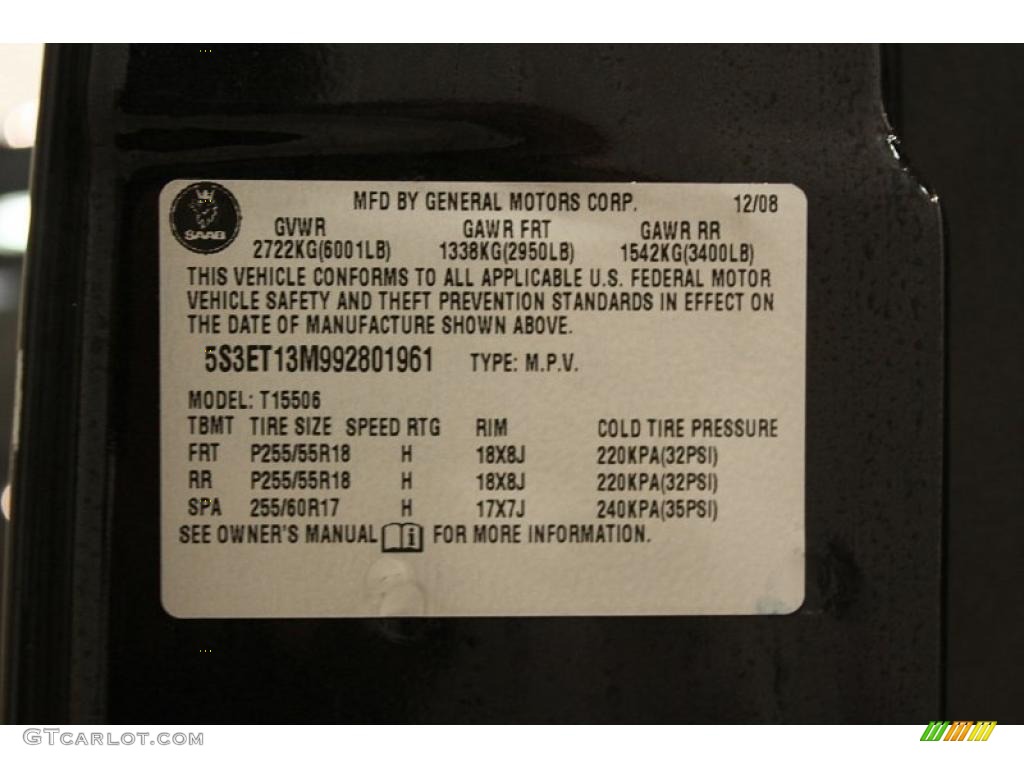 SAAB
MFD BY GENERAL MOTORS CORP. 12/08
GVWR GAWR FRT GAWR RR
2722KG(6001LB) 1338KG(2950LB) 1542KG(3400LB)
THIS VEHICLE CONFORMS TO ALL APPLICABLE U.S. FEDERAL MOTOR
VEHICLE SAFETY AND THEFT PREVENTION STANDARDS IN EFFECT ON
THE DATE OF MANUFACTURE SHOWN ABOVE.
5S3ET13M992801961 TYPE: M.P.V.
MODEL: T15506
TBMT TIRE SIZE SPEED RTG RIM COLD TIRE PRESSURE
FRT P255/55R18 H 18X8J 220KPA(32PSI)
RR P255/55R18 H 18X8J 220KPA(32PSI)
SPA 255/60R17 H 17X7J 240KPA(35PSI)
SEE OWNER'S MANUAL i FOR MORE INFORMATION.
GTCARLOT.COM